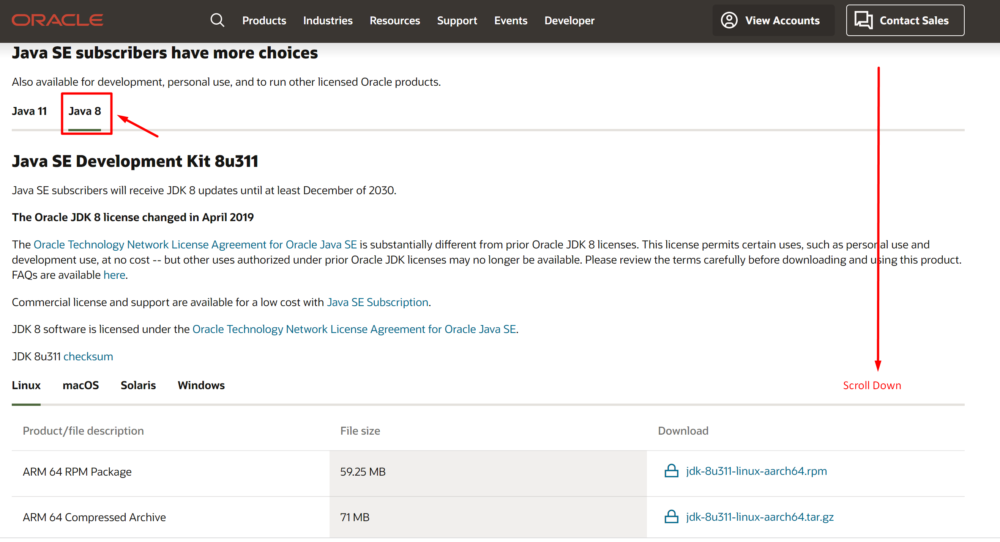 ORACLE
Products Industries Resources Support Events Developer
View Accounts
Contact Sales
Java SE subscribers have more choices
Also available for development, personal use, and to run other licensed Oracle products.
Java 11 Java 8
Java SE Development Kit 8u311
Java SE subscribers will receive JDK 8 updates until at least December of 2030.
The Oracle JDK 8 license changed in April 2019
The Oracle Technology Network License Agreement for Oracle Java SE is substantially different from prior Oracle JDK 8 licenses. This license permits certain uses, such as personal use and
development use, at no cost -- but other uses authorized under prior Oracle JDK licenses may no longer be available. Please review the terms carefully before downloading and using this product.
FAQs are available here.
Commercial license and support are available for a low cost with Java SE Subscription.
JDK 8 software is licensed under the Oracle Technology Network License Agreement for Oracle Java SE.
JDK 8u311 checksum
Linux macOS Solaris Windows
Scroll Down
Product/file description File size Download
ARM 64 RPM Package 59.25 MB jdk-8u311-linux-aarch64.rpm
ARM 64 Compressed Archive 71 MB jdk-8u311-linux-aarch64.tar.gz